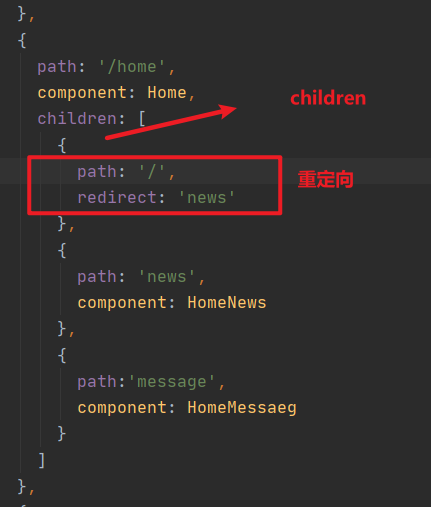 },
{
path: '/home',
component: Home,
children
children: [
{
path: '/',
重定向
redirect: 'news'
},
{
path: 'news',
component: HomeNews
},
{
path:'message',
component: HomeMessaeg
}
]
},
{